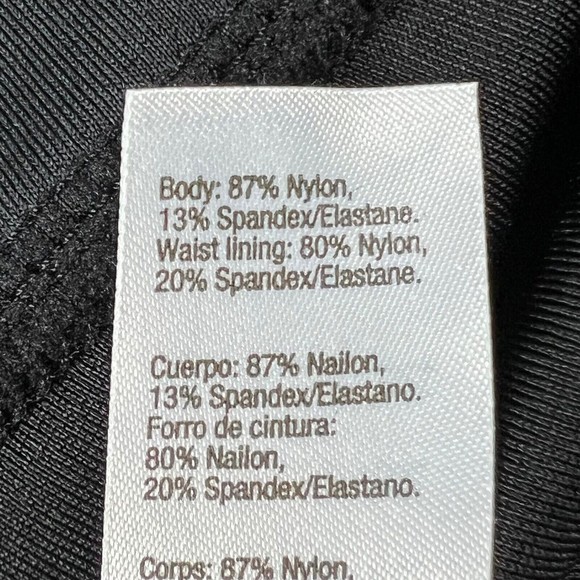 Body: 87% Nylon,
13% Spandex/Elastane.
Waist lining: 80% Nylon,
20% Spandex/Elastane.
Cuerpo: 87% Nailon,
13% Spandex/Elastano.
Forro de cintura:
80% Nailon,
20% Spandex/Elastano.
Corps: 87% Nylon,